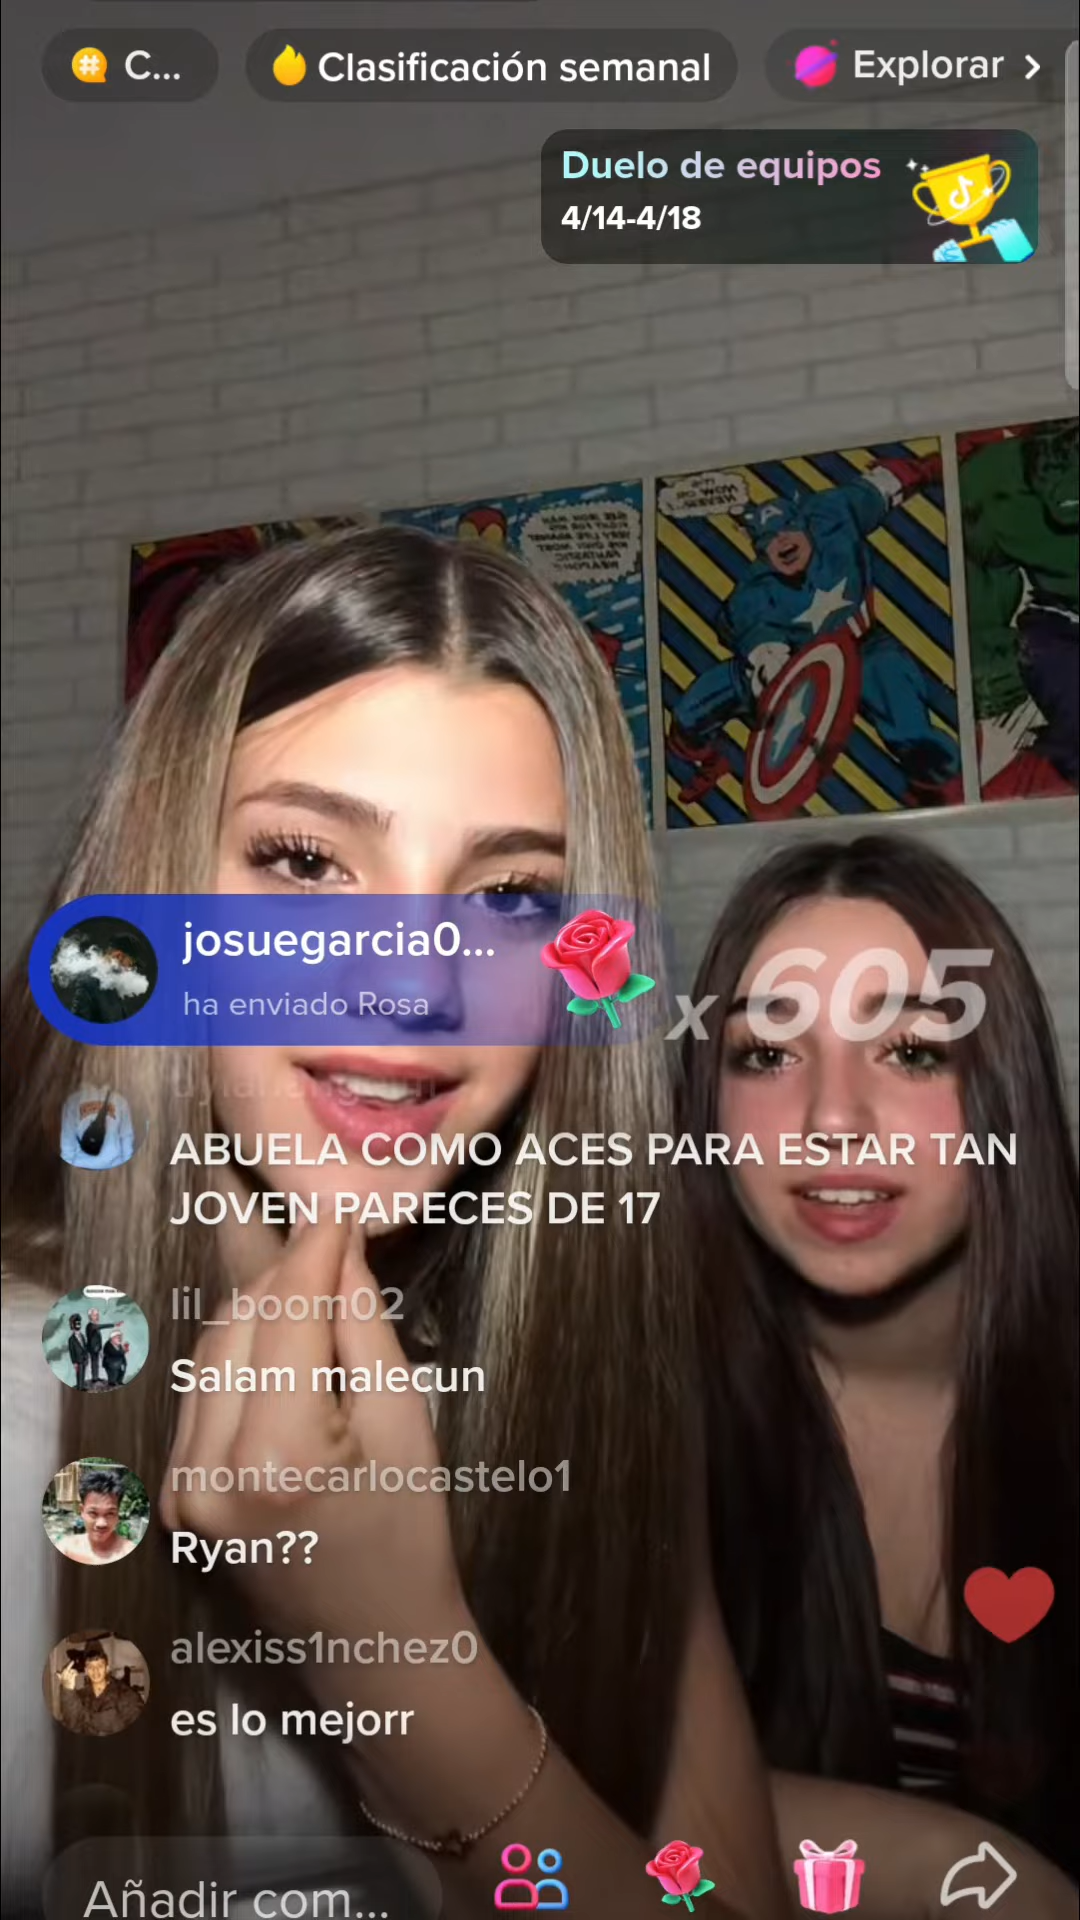 C...
Clasificación semanal
Explorar
Duelo de equipos
4/14-4/18
josuegarcia0...
ha enviado Rosa
x 605
ABUELA COMO ACES PARA ESTAR TAN
JOVEN PARECES DE 17
lil_boom02
Salam malecun
montecarlocastelo1
Ryan??
alexiss1nchez0
es lo mejorr
Añadir com...